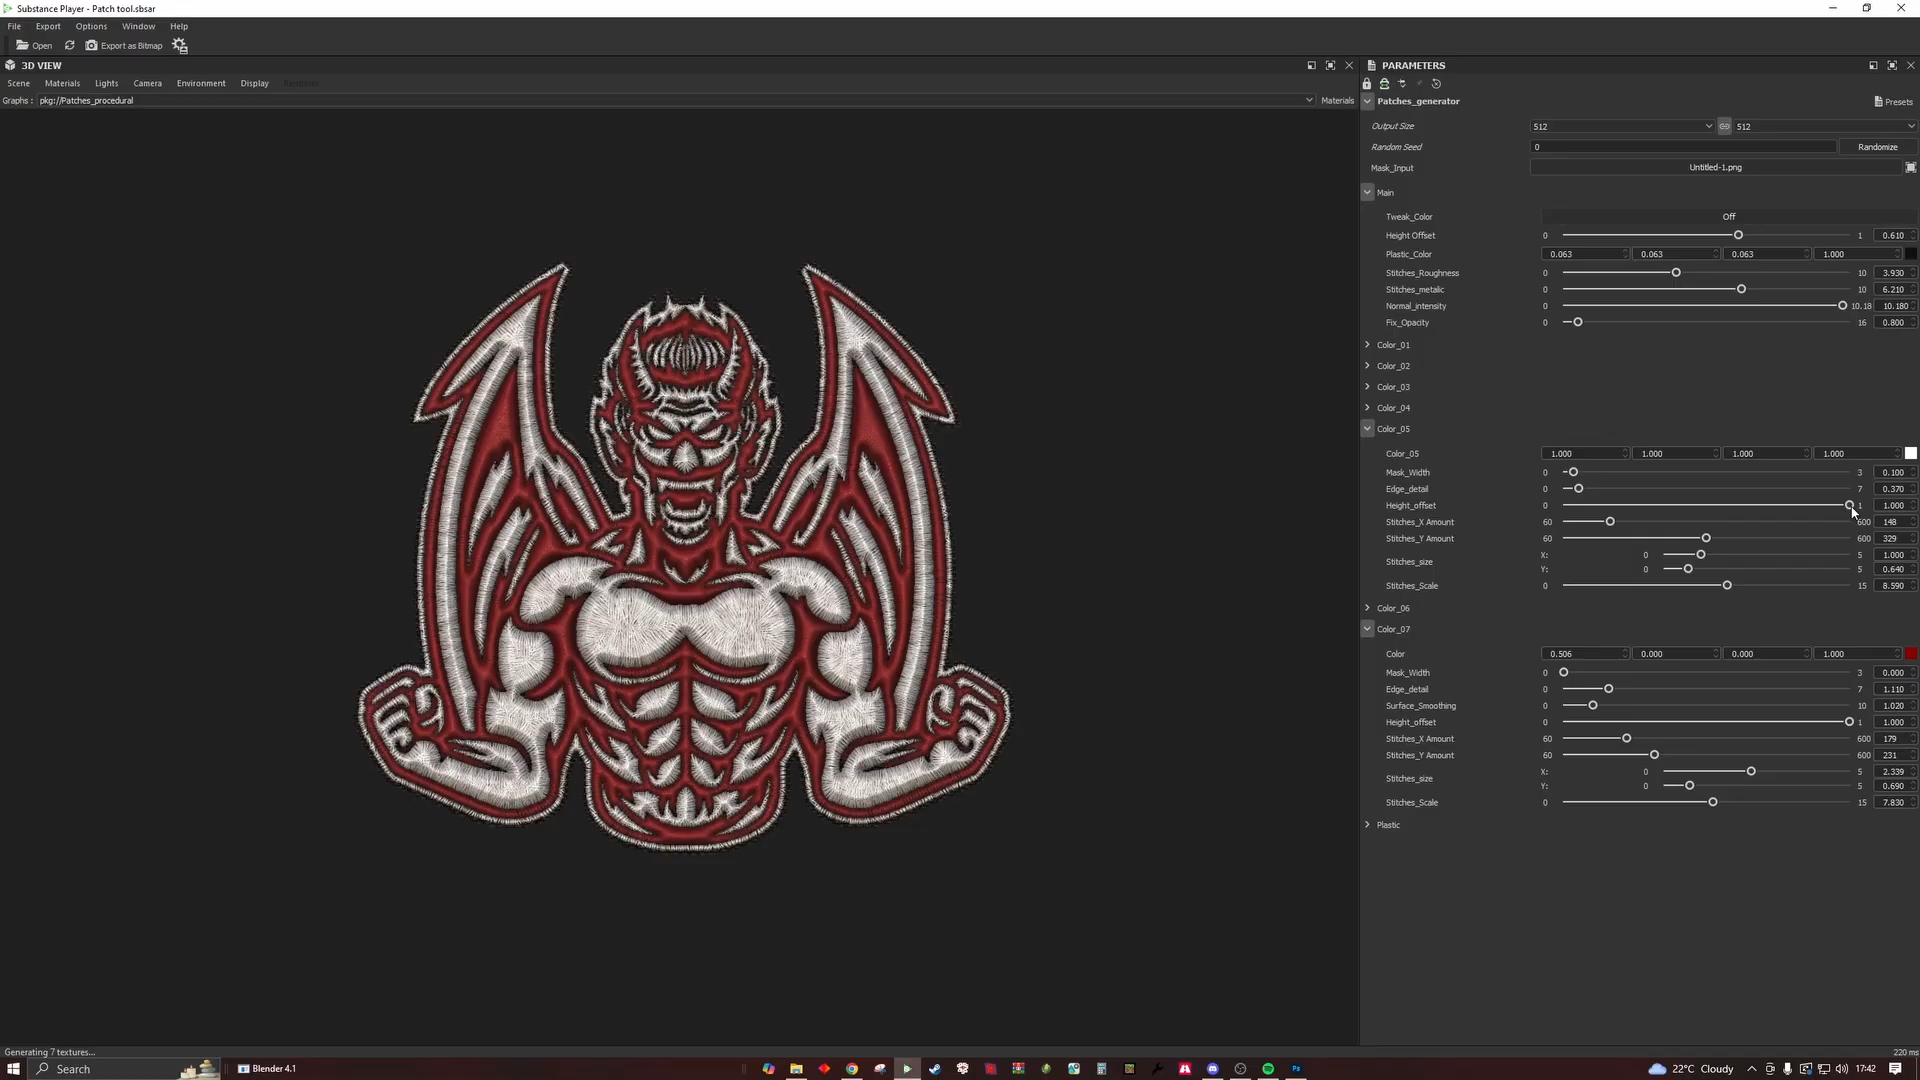 Substance Player - Patch tool.sbsar
File Export Options Window Help
Open Export as Bitmap
3D VIEW
Scene Materials Lights Camera Environment Display
Graphs : pkg://Patches_procedural Materials
PARAMETERS
Patches_generator Presets
Output Size 512 512
Random Seed 0 Randomize
Mask_Input Untitled-1.png
Main
Tweak_Color Off
Height Offset 0 1 0.610
Plastic_Color 0.063 0.063 0.063 1.000
Stitches_Roughness 0 10 3.930
Stitches_metalic 0 10 6.210
Normal_intensity 0 10.18 10.180
Fix_Opacity 0 16 0.800
Color_01
Color_02
Color_03
Color_04
Color_05
Color_05 1.000 1.000 1.000 1.000
Mask_Width 0 3 0.100
Edge_detail 0 7 0.370
Height_offset 0 1 1.000
Stitches_X Amount 60 600 148
Stitches_Y Amount 60 600 329
Stitches_size X: 0 5 1.000
Y: 0 5 0.640
Stitches_Scale 0 15 8.590
Color_06
Color_07
Color 0.506 0.000 0.000 1.000
Mask_Width 0 3 0.000
Edge_detail 0 7 1.110
Surface_Smoothing 0 10 1.020
Height_offset 0 1 1.000
Stitches_X Amount 60 600 179
Stitches_Y Amount 60 600 231
Stitches_size X: 0 5 2.339
Y: 0 5 0.690
Stitches_Scale 0 15 7.830
Plastic
Generating 7 textures... 220 ms
Search Blender 4.1 Ps 22°C Cloudy 17:42